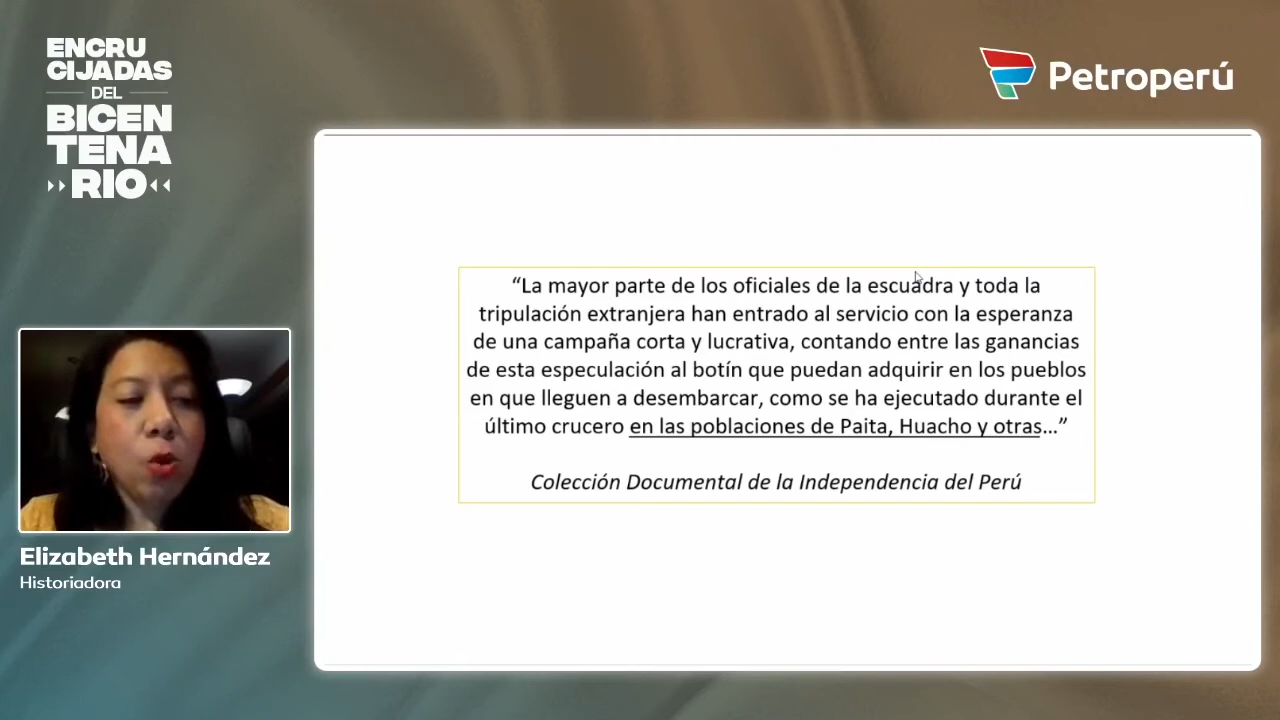 ENCRU
CIJADAS
DEL
BICEN
TENA
RIO
Petroperú
“La mayor parte de los oficiales de la escuadra y toda la
tripulación extranjera han entrado al servicio con la esperanza
de una campaña corta y lucrativa, contando entre las ganancias
de esta especulación al botín que puedan adquirir en los pueblos
en que lleguen a desembarcar, como se ha ejecutado durante el
último crucero en las poblaciones de Paita, Huacho y otras…”
Colección Documental de la Independencia del Perú
Elizabeth Hernández
Historiadora